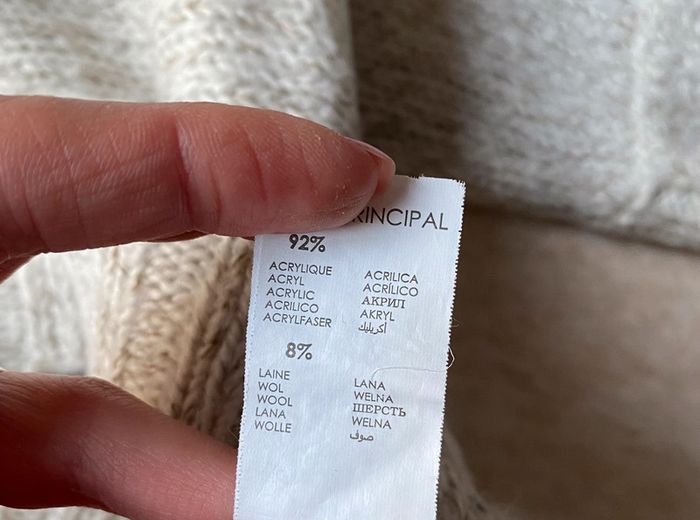 RINCIPAL
92%
ACRYLIQUE
ACRYL
ACRYLIC
ACRILICO
ACRYLFASER
ACRILICA
ACRÍLICO
АКРИЛ
AKRYL
أكريليك
8%
LAINE
WOL
WOOL
LANA
WOLLE
LANA
WEŁNA
ШЕРСТЬ
WEŁNA
صوف